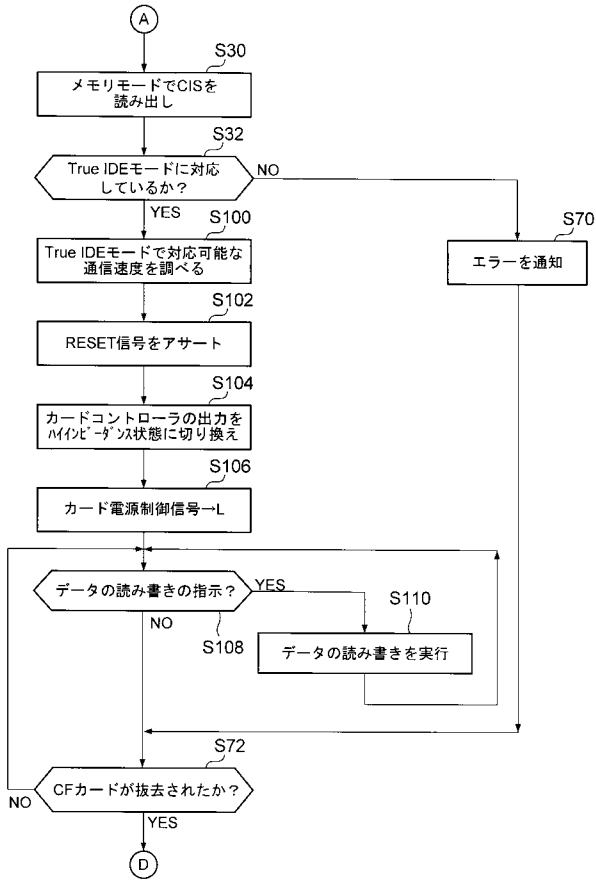 A
S30
メモリモードでCISを
読み出し
S32
True IDEモードに対応
しているか？
NO
YES
S100
True IDEモードで対応可能な
通信速度を調べる
S70
エラーを通知
S102
RESET信号をアサート
S104
カードコントローラの出力を
ﾊｲｲﾝﾋﾟｰﾀﾞﾝｽ状態に切り換え
S106
カード電源制御信号→L
データの読み書きの指示？
YES
NO
S108
S110
データの読み書きを実行
S72
CFカードが抜去されたか？
NO
YES
D